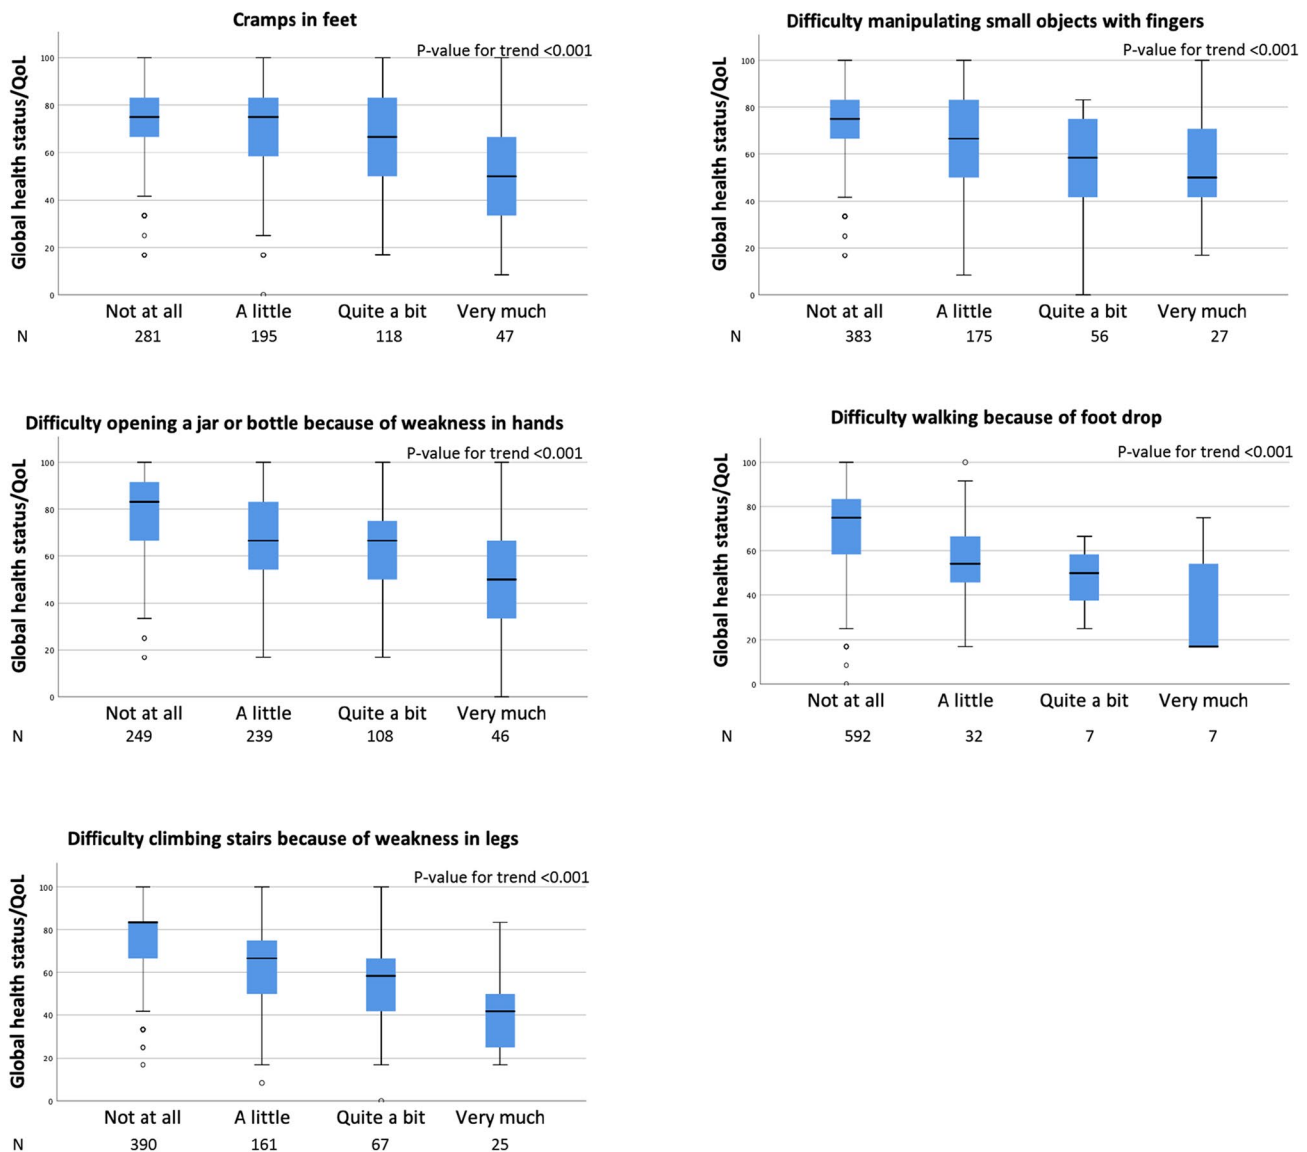 Cramps in feet
P-value for trend <0.001
Global health status/QoL
100
80
60
40
20
0
Not at all A little Quite a bit Very much
N 281 195 118 47
Difficulty manipulating small objects with fingers
P-value for trend <0.001
Global health status/QoL
100
80
60
40
20
0
Not at all A little Quite a bit Very much
N 383 175 56 27
Difficulty opening a jar or bottle because of weakness in hands
P-value for trend <0.001
Global health status/QoL
100
80
60
40
20
0
Not at all A little Quite a bit Very much
N 249 239 108 46
Difficulty walking because of foot drop
P-value for trend <0.001
Global health status/QoL
100
80
60
40
20
0
Not at all A little Quite a bit Very much
N 592 32 7 7
Difficulty climbing stairs because of weakness in legs
P-value for trend <0.001
Global health status/QoL
100
80
60
40
20
0
Not at all A little Quite a bit Very much
N 390 161 67 25